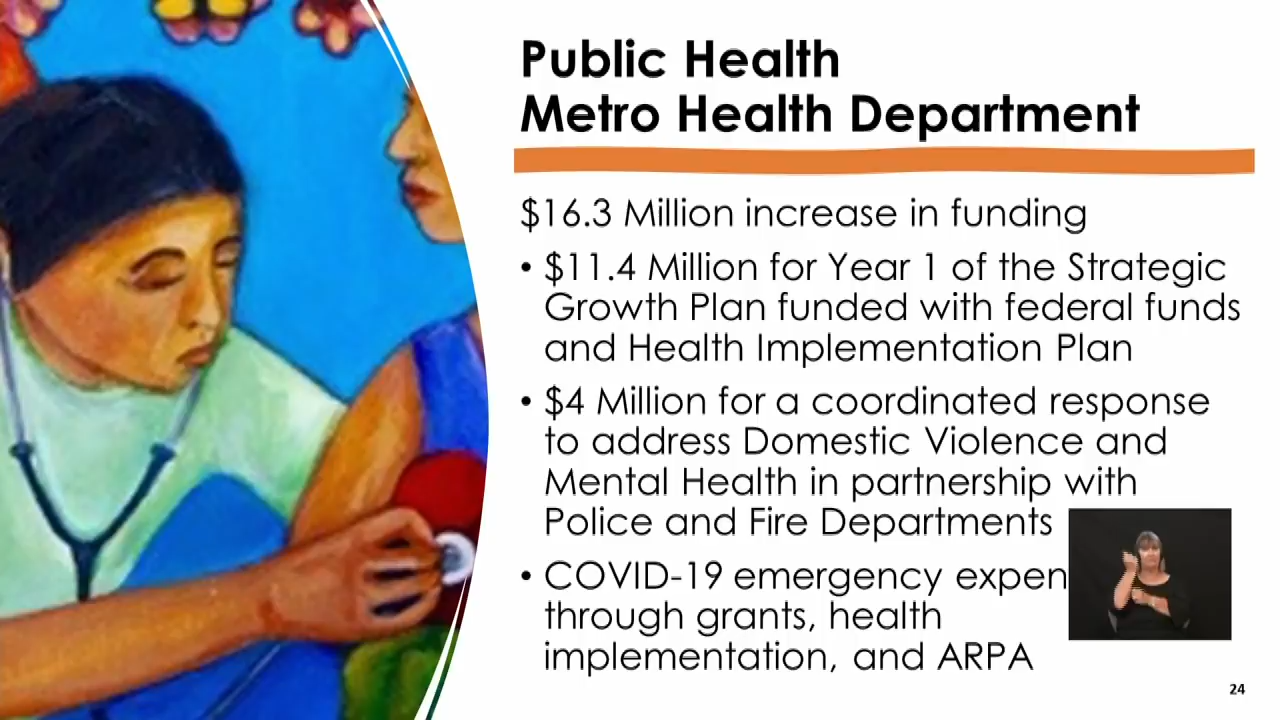 Public Health
Metro Health Department
$16.3 Million increase in funding
• $11.4 Million for Year 1 of the Strategic
Growth Plan funded with federal funds
and Health Implementation Plan
• $4 Million for a coordinated response
to address Domestic Violence and
Mental Health in partnership with
Police and Fire Departments
• COVID-19 emergency
through grants, health
implementation, and ARPA
24